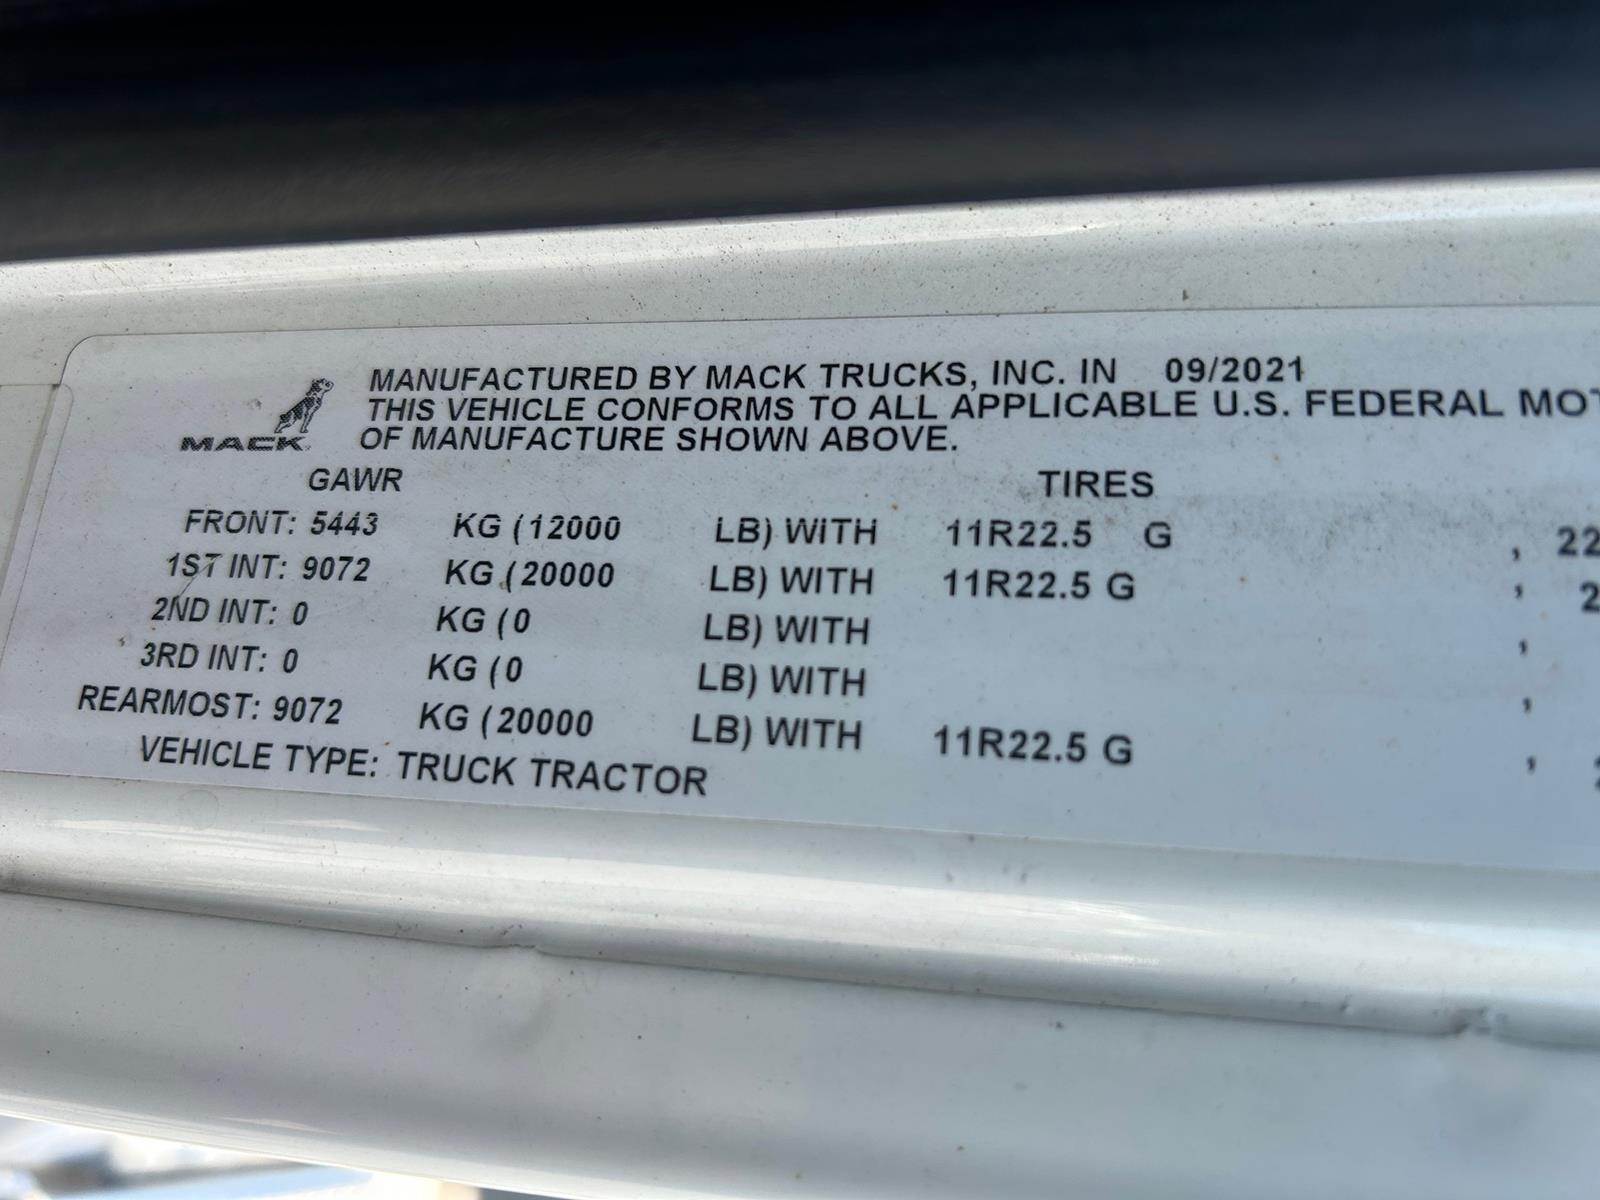 MANUFACTURED BY MACK TRUCKS, INC. IN 09/2021
THIS VEHICLE CONFORMS TO ALL APPLICABLE U.S. FEDERAL
MACK OF MANUFACTURE SHOWN ABOVE.
GAWR TIRES
FRONT: 5443 KG (12000 LB) WITH 11R22.5 G ,
1ST INT: 9072 KG (20000 LB) WITH 11R22.5 G ,
2ND INT: 0 KG (0 LB) WITH ,
3RD INT: 0 KG (0 LB) WITH ,
REARMOST: 9072 KG (20000 LB) WITH 11R22.5 G ,
VEHICLE TYPE: TRUCK TRACTOR